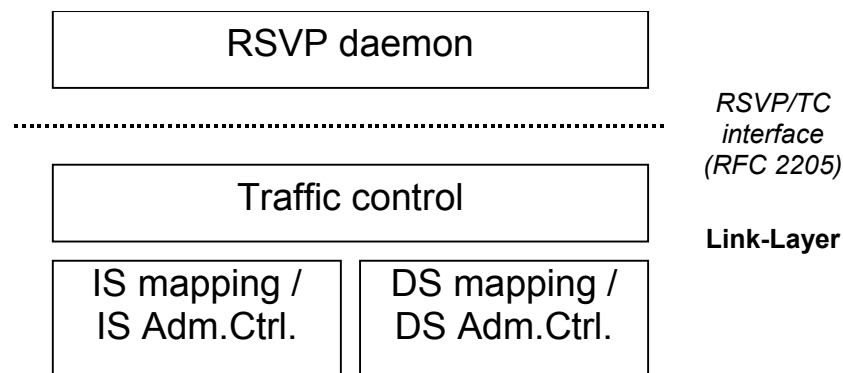 RSVP daemon
RSVP/TC
interface
(RFC 2205)
Traffic control
Link-Layer
IS mapping /
IS Adm.Ctrl.
DS mapping /
DS Adm.Ctrl.